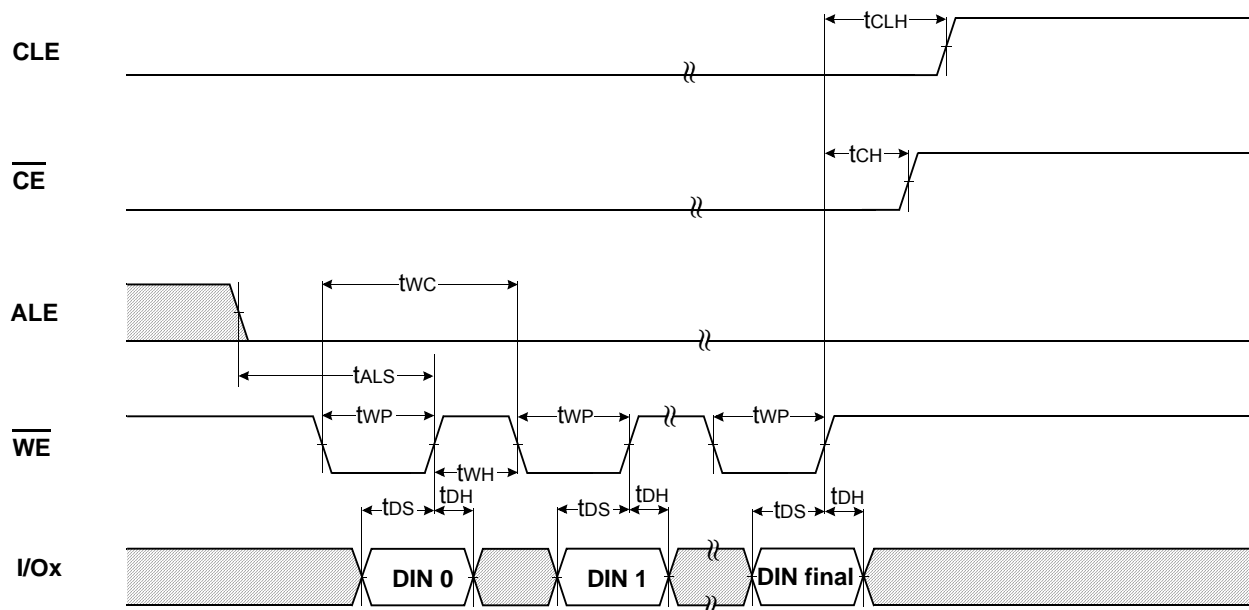 CLE
tCLH
CE
tCH
ALE
tWC
tALS
WE
tWP
tWP
tWP
tWH
tDS
tDH
tDS
tDH
tDS
tDH
I/Ox
DIN 0
DIN 1
DIN final